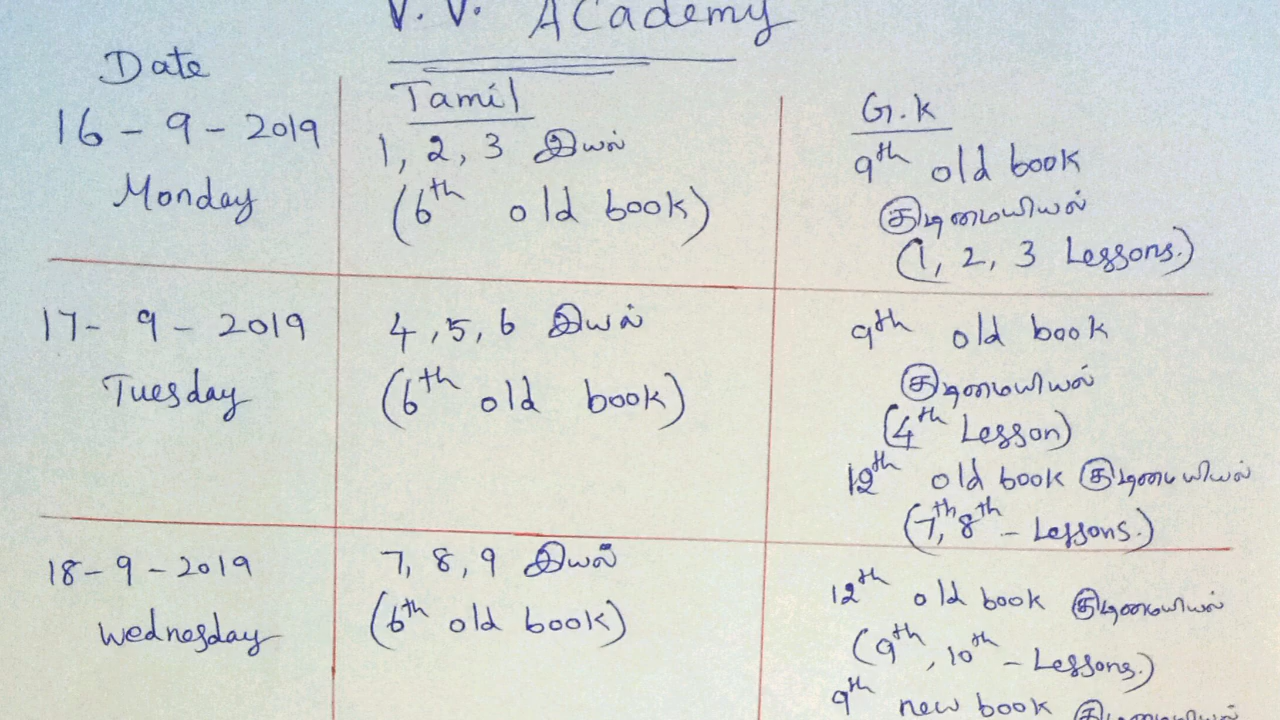 V. V. Academy
Date
Tamil
G.K
16 - 9 - 2019
Monday
1, 2, 3 இயல்
(6th old book)
9th old book
குடிமையியல்
(1, 2, 3 Lessons.)
17 - 9 - 2019
Tuesday
4, 5, 6 இயல்
(6th old book)
9th old book
குடிமையியல்
(4th Lesson)
12th old book குடிமையியல்
(7th, 8th - Lessons.)
18 - 9 - 2019
Wednesday
7, 8, 9 இயல்
(6th old book)
12th old book குடிமையியல்
(9th, 10th - Lessons.)
9th new book குடிமையியல்